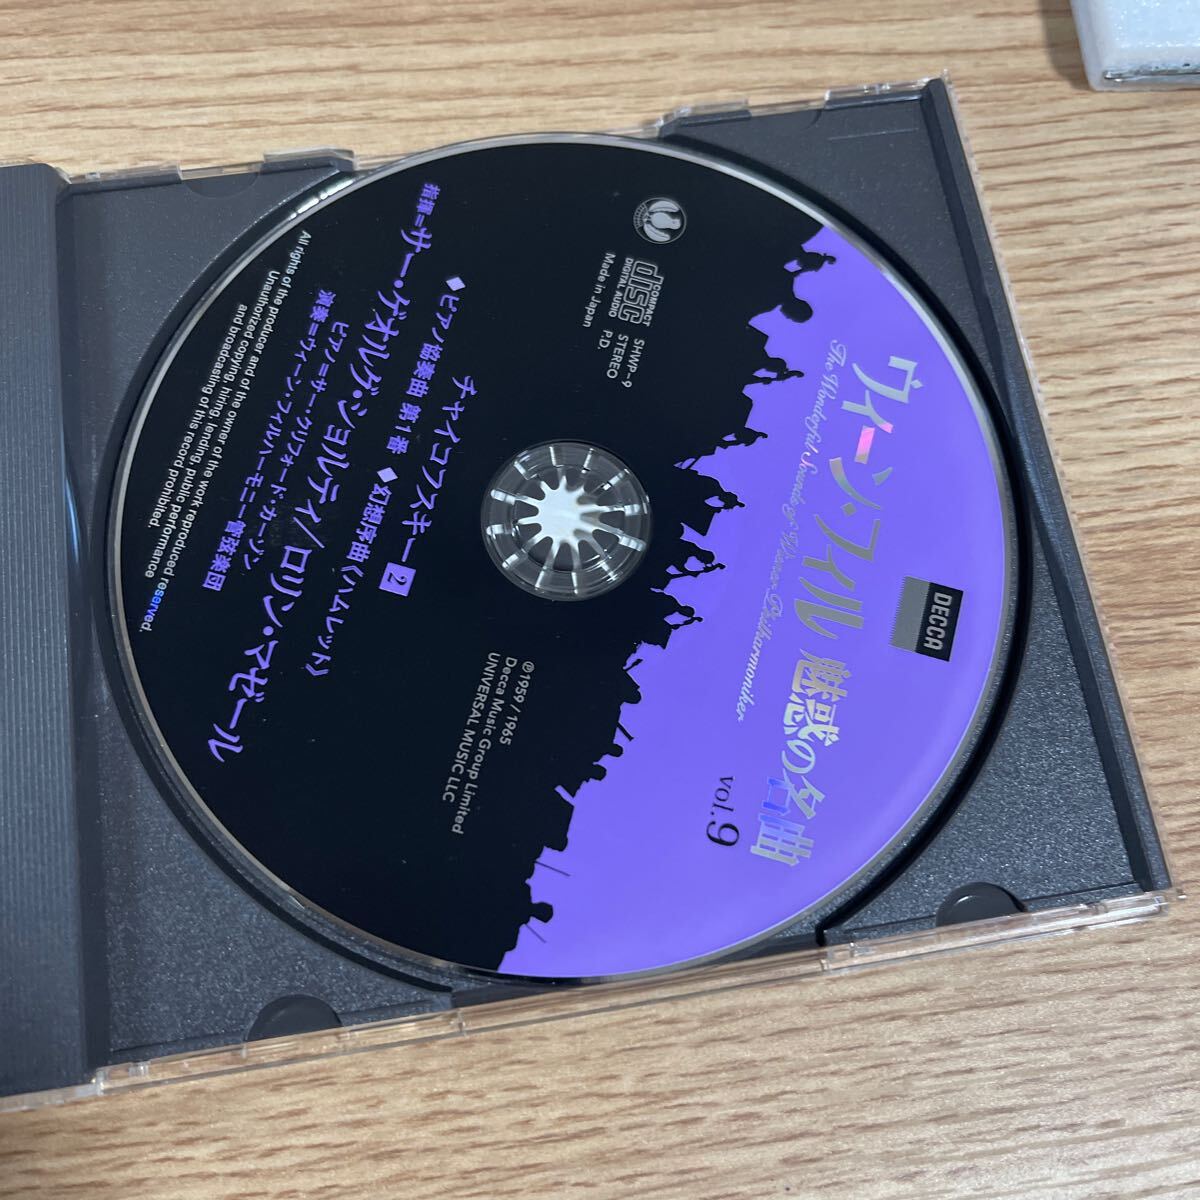 ウィーン・フィル 魅惑の名曲
The Wonderful Sounds of Wiener Philharmoniker
vol.9
DECCA
COMPACT
disc
DIGITAL AUDIO
SHWP-9
STEREO
P.D.
Made in Japan
チャイコフスキー 2
◆ピアノ協奏曲 第1番 ◆幻想序曲《ハムレット》
指揮=サー・ゲオルグ・ショルティ/ロリン・マゼール
ピアノ=サー・クリフォード・カーゾン
演奏=ウィーン・フィルハーモニー管弦楽団
℗1959 / 1965
Decca Music Group Limited
UNIVERSAL MUSIC LLC
All rights of the producer and of the owner of the work reproduced reserved.
Unauthorized copying, hiring, lending, public performance
and broadcasting of this record prohibited.